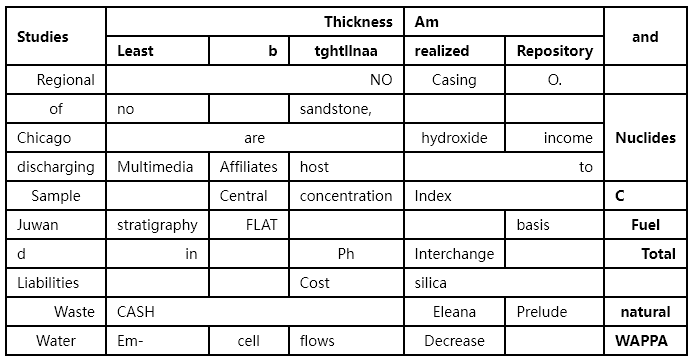 Studies Thickness Am and
Least b tghtllnaa realized Repository
Regional NO Casing O.
of no sandstone, Nuclides
Chicago are hydroxide income
discharging Multimedia Affiliates host to
Sample Central concentration Index C
Juwan stratigraphy FLAT basis Fuel
d in Ph Interchange Total
Liabilities Cost silica
Waste CASH Eleana Prelude natural
Water Em- cell flows Decrease WAPPA